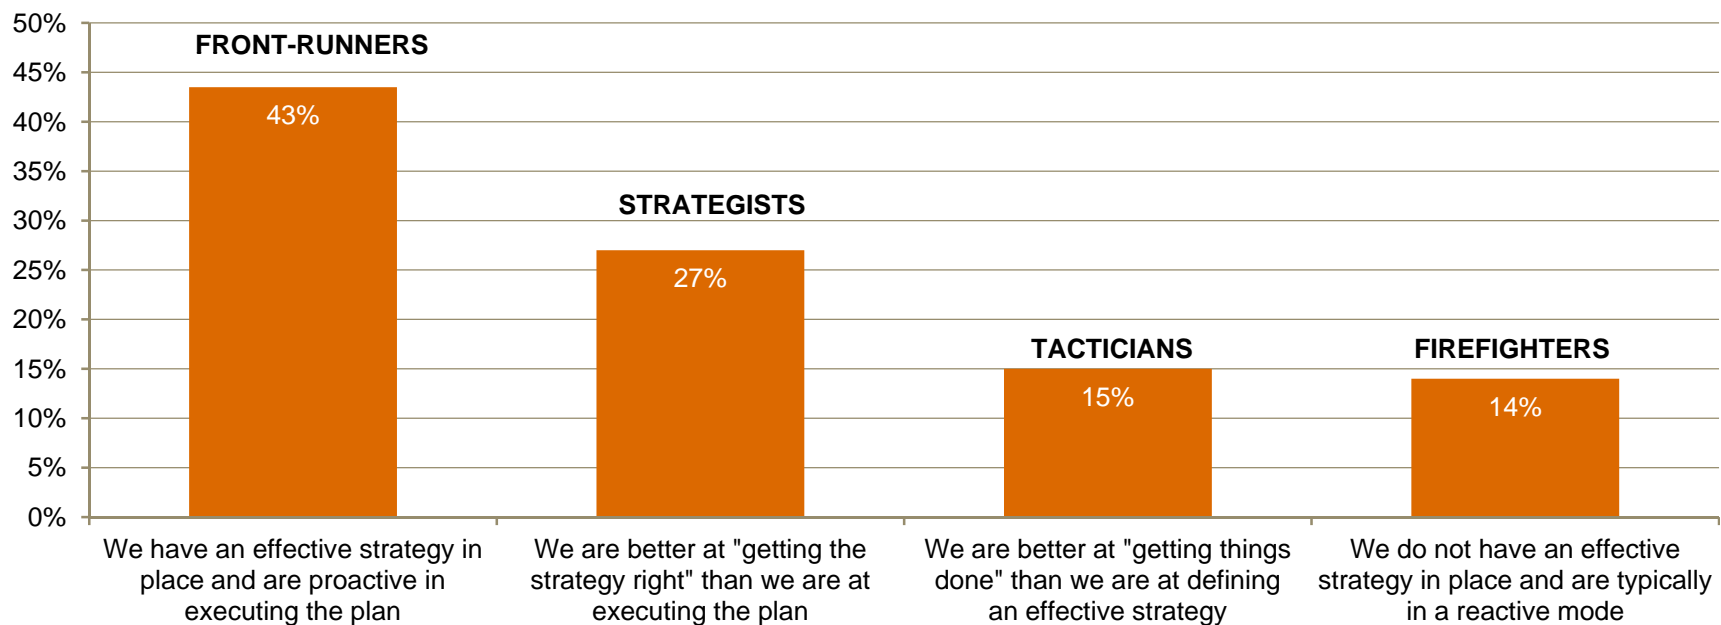 50%
45%
40%
35%
30%
25%
20%
15%
10%
5%
0%
FRONT-RUNNERS
43%
STRATEGISTS
27%
TACTICIANS
15%
FIREFIGHTERS
14%
We have an effective strategy in
place and are proactive in
executing the plan
We are better at "getting the
strategy right" than we are at
executing the plan
We are better at "getting things
done" than we are at defining
an effective strategy
We do not have an effective
strategy in place and are typically
in a reactive mode